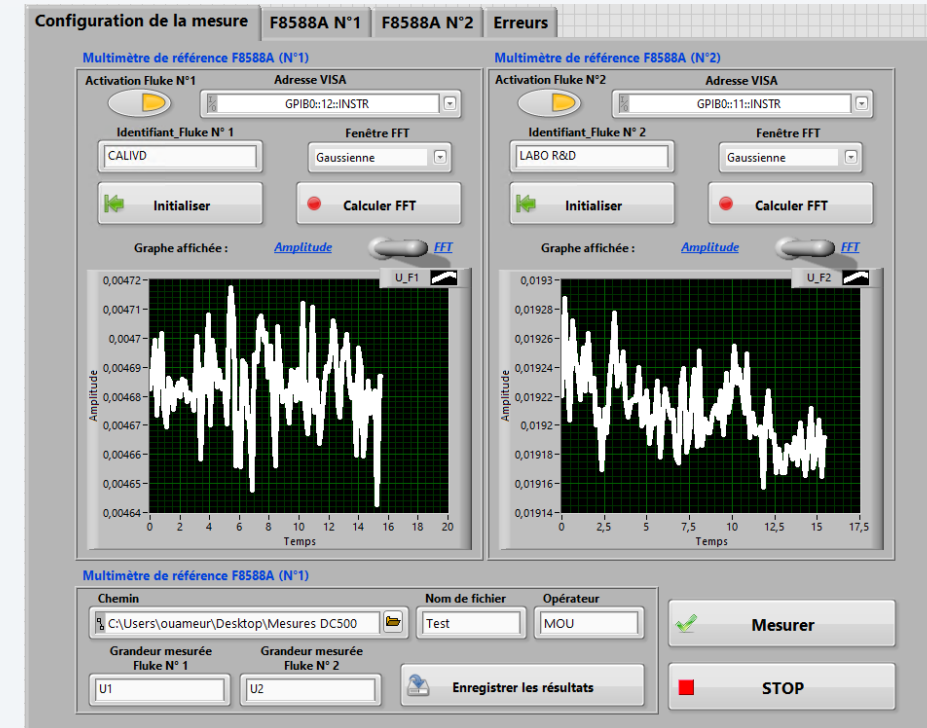 Configuration de la mesure F8588A N°1 F8588A N°2 Erreurs
Multimètre de référence F8588A (N°1)
Activation Fluke N°1 Adresse VISA
GPIB0::12::INSTR
Identifiant_Fluke N° 1 Fenêtre FFT
CALIVD Gaussienne
Initialiser Calculer FFT
Graphe affichée : Amplitude FFT
U_F1
0,00472
0,00471
0,0047
0,00469
0,00468
0,00467
0,00466
0,00465
0,00464
Amplitude
0 2 4 6 8 10 12 14 16 18 20
Temps
Multimètre de référence F8588A (N°2)
Activation Fluke N°2 Adresse VISA
GPIB0::11::INSTR
Identifiant_Fluke N° 2 Fenêtre FFT
LABO R&D Gaussienne
Initialiser Calculer FFT
Graphe affichée : Amplitude FFT
U_F2
0,0193
0,01928
0,01926
0,01924
0,01922
0,0192
0,01918
0,01916
0,01914
Amplitude
0 2,5 5 7,5 10 12,5 15 17,5
Temps
Multimètre de référence F8588A (N°1)
Chemin Nom de fichier Opérateur
C:\Users\ouameur\Desktop\Mesures DC500 Test MOU
Grandeur mesurée Grandeur mesurée
Fluke N° 1 Fluke N° 2
U1 U2
Enregistrer les résultats
Mesurer
STOP